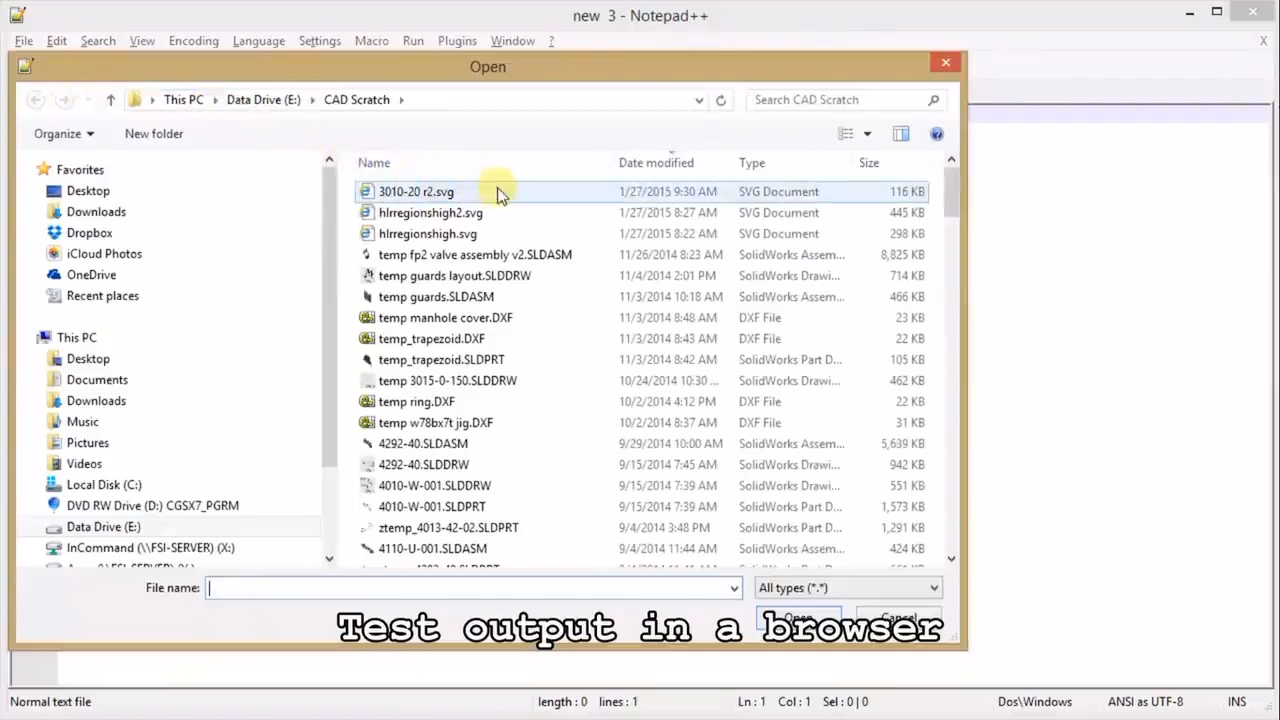 new 3 - Notepad++
File Edit Search View Encoding Language Settings Macro Run Plugins Window ? X
Open
This PC Data Drive (E:) CAD Scratch Search CAD Scratch
Organize New folder
Name Date modified Type Size
Favorites
Desktop
Downloads
Dropbox
iCloud Photos
OneDrive
Recent places
This PC
Desktop
Documents
Downloads
Music
Pictures
Videos
Local Disk (C:)
DVD RW Drive (D:) CGSX7_PGRM
Data Drive (E:)
InCommand (\\FSI-SERVER) (X:)
3010-20 r2.svg 1/27/2015 9:30 AM SVG Document 116 KB
hlrregionshigh2.svg 1/27/2015 8:27 AM SVG Document 445 KB
hlrregionshigh.svg 1/27/2015 8:22 AM SVG Document 298 KB
temp fp2 valve assembly v2.SLDASM 11/26/2014 8:23 AM SolidWorks Assem... 8,825 KB
temp guards layout.SLDDRW 11/4/2014 2:01 PM SolidWorks Drawi... 714 KB
temp guards.SLDASM 11/3/2014 10:18 AM SolidWorks Assem... 466 KB
temp manhole cover.DXF 11/3/2014 8:48 AM DXF File 23 KB
temp_trapezoid.DXF 11/3/2014 8:43 AM DXF File 22 KB
temp_trapezoid.SLDPRT 11/3/2014 8:42 AM SolidWorks Part D... 105 KB
temp 3015-0-150.SLDDRW 10/24/2014 10:30 ... SolidWorks Drawi... 462 KB
temp ring.DXF 10/2/2014 4:12 PM DXF File 22 KB
temp w78bx7t jig.DXF 10/2/2014 8:37 AM DXF File 31 KB
4292-40.SLDASM 9/29/2014 10:00 AM SolidWorks Assem... 5,639 KB
4292-40.SLDDRW 9/15/2014 7:45 AM SolidWorks Drawi... 942 KB
4010-W-001.SLDDRW 9/15/2014 7:39 AM SolidWorks Drawi... 551 KB
4010-W-001.SLDPRT 9/15/2014 7:39 AM SolidWorks Part D... 1,573 KB
ztemp_4013-42-02.SLDPRT 9/4/2014 3:48 PM SolidWorks Part D... 1,291 KB
4110-U-001.SLDASM 9/4/2014 11:44 AM SolidWorks Assem... 424 KB
File name: All types (*.*)
Open Cancel
Test output in a browser
Normal text file length : 0 lines : 1 Ln : 1 Col : 1 Sel : 0 | 0 Dos\Windows ANSI as UTF-8 INS